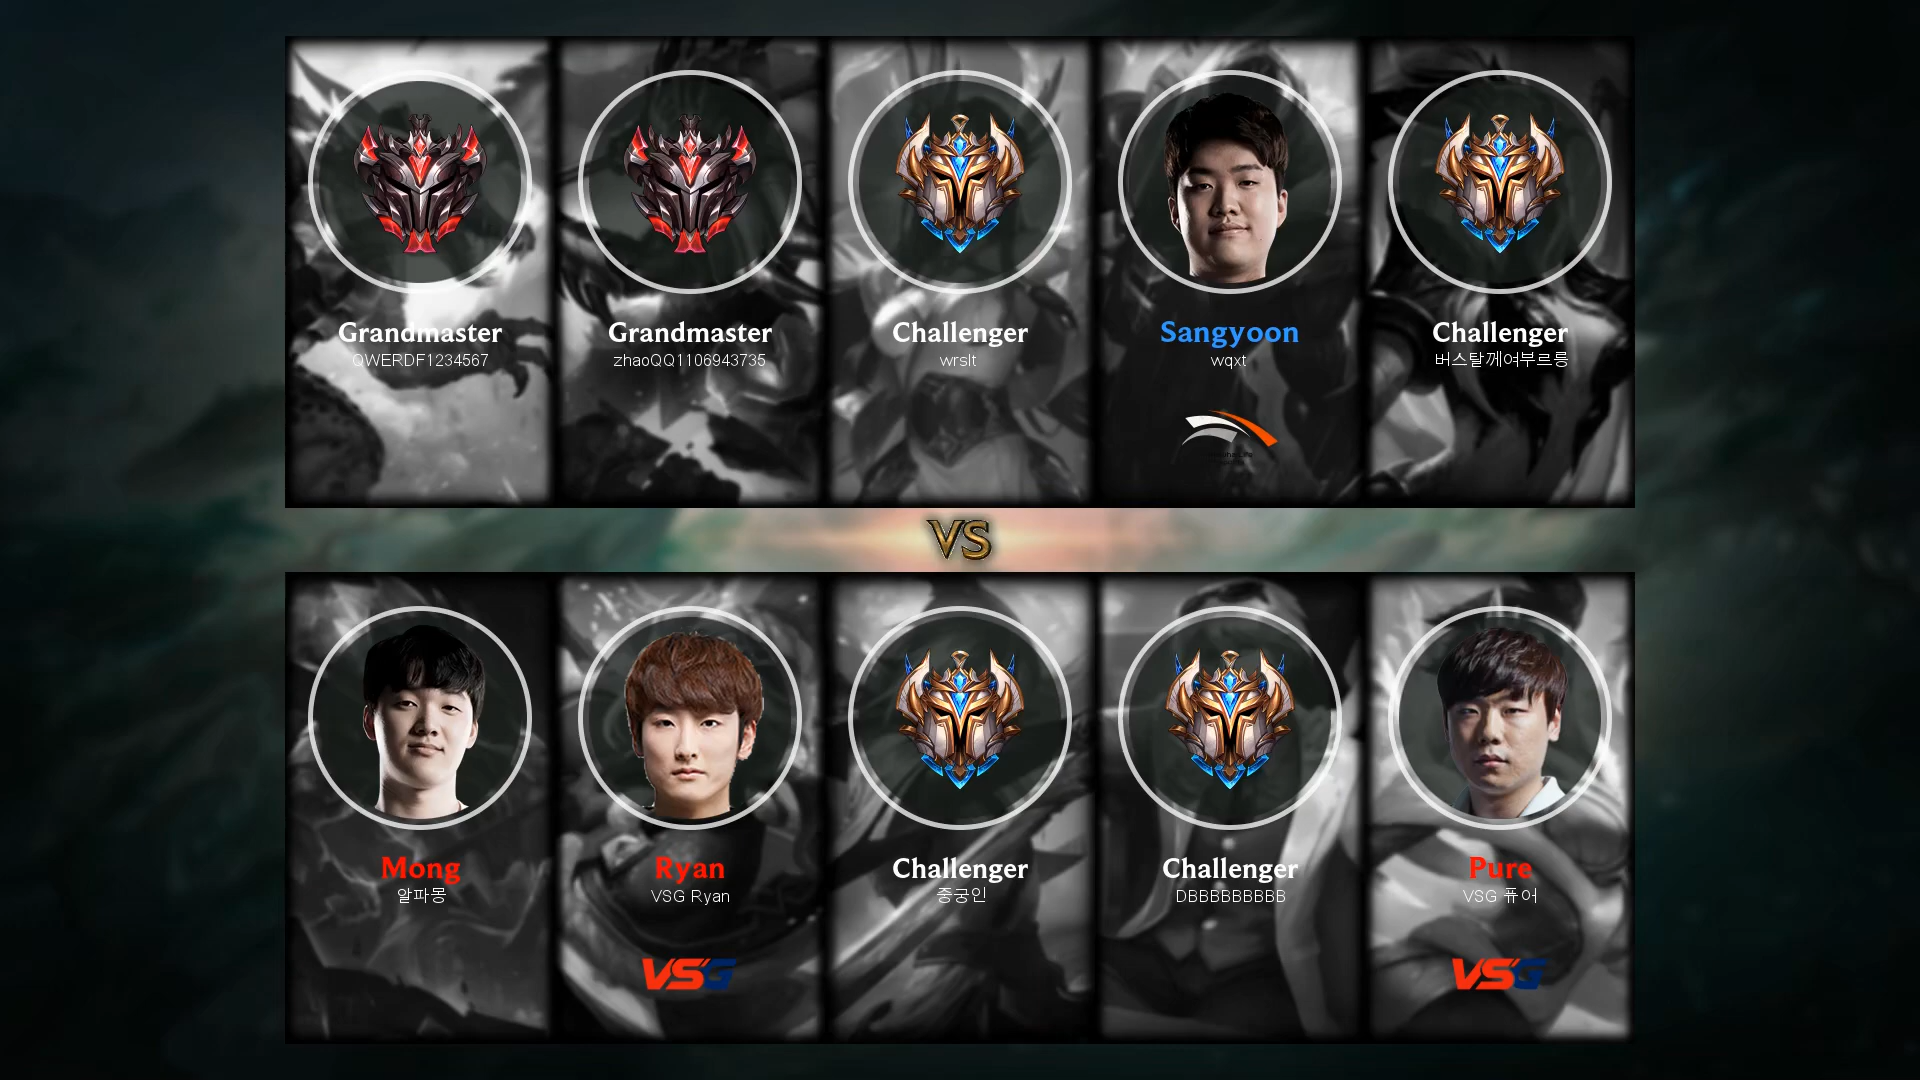 Grandmaster
QWERDF1234567
Grandmaster
zhaoQQ1106943735
Challenger
wrslt
Sangyoon
wqxt
Challenger
버스탈께여부르릉
VS
Mong
알파몽
Ryan
VSG Ryan
VSG
Challenger
중궁인
Challenger
DBBBBBBBBB
Pure
VSG 퓨어
VSG